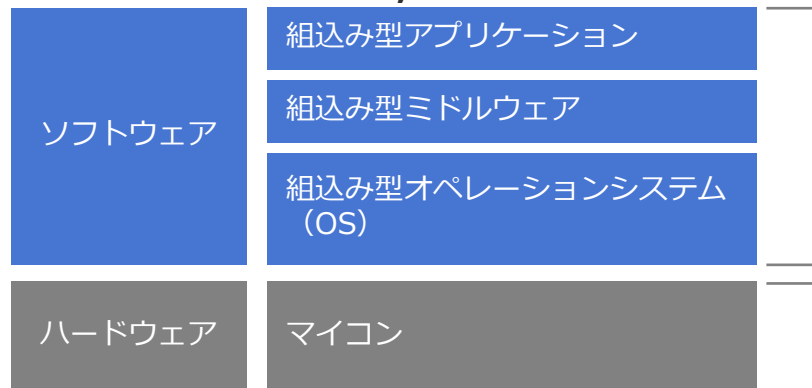 ソフトウェア
組込み型アプリケーション
組込み型ミドルウェア
組込み型オペレーションシステム
（OS）
ハードウェア
マイコン